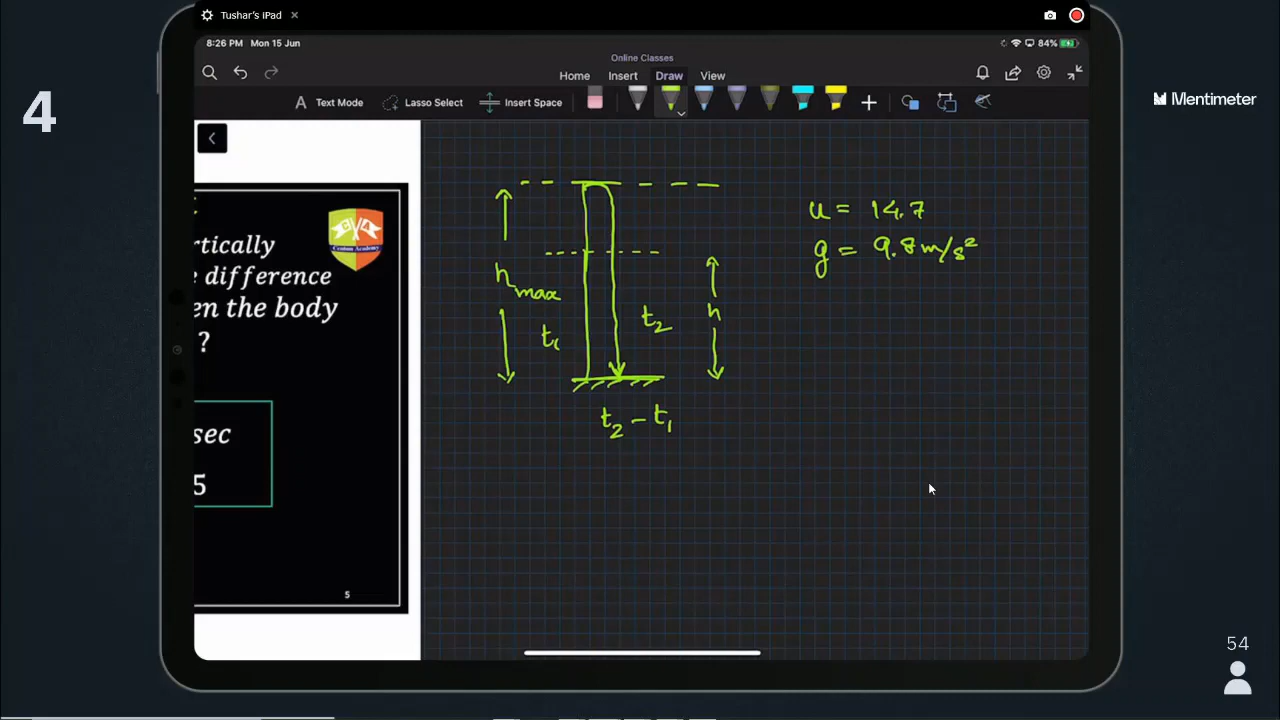 Tushar's iPad ×
8:26 PM Mon 15 Jun
84%
Online Classes
Home Insert Draw View
A Text Mode Lasso Select Insert Space
4
Mentimeter
rtically
e difference
en the body
?
sec
5
5
Centum Academy
h max
t₁
t₂
h
t₂ - t₁
u = 14.7
g = 9.8 m/s²
54